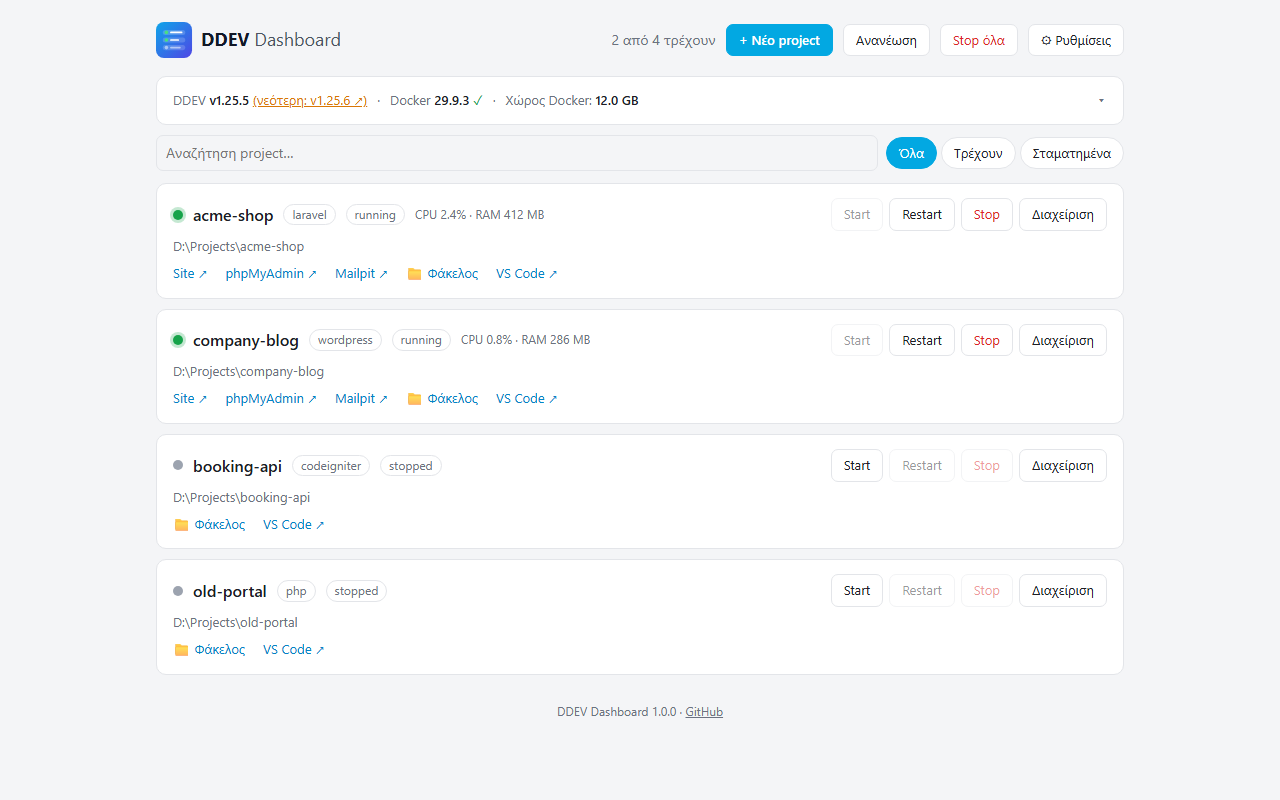 DDEV Dashboard
2 από 4 τρέχουν
+ Νέο project
Ανανέωση
Stop όλα
⚙ Ρυθμίσεις
DDEV v1.25.5 (νεότερη: v1.25.6 ↗) · Docker 29.9.3 ✓ · Χώρος Docker: 12.0 GB
Αναζήτηση project...
Όλα
Τρέχουν
Σταματημένα
acme-shop laravel running CPU 2.4% · RAM 412 MB
Start Restart Stop Διαχείριση
D:\Projects\acme-shop
Site ↗ phpMyAdmin ↗ Mailpit ↗ Φάκελος VS Code ↗
company-blog wordpress running CPU 0.8% · RAM 286 MB
Start Restart Stop Διαχείριση
D:\Projects\company-blog
Site ↗ phpMyAdmin ↗ Mailpit ↗ Φάκελος VS Code ↗
booking-api codeigniter stopped
Start Restart Stop Διαχείριση
D:\Projects\booking-api
Φάκελος VS Code ↗
old-portal php stopped
Start Restart Stop Διαχείριση
D:\Projects\old-portal
Φάκελος VS Code ↗
DDEV Dashboard 1.0.0 · GitHub